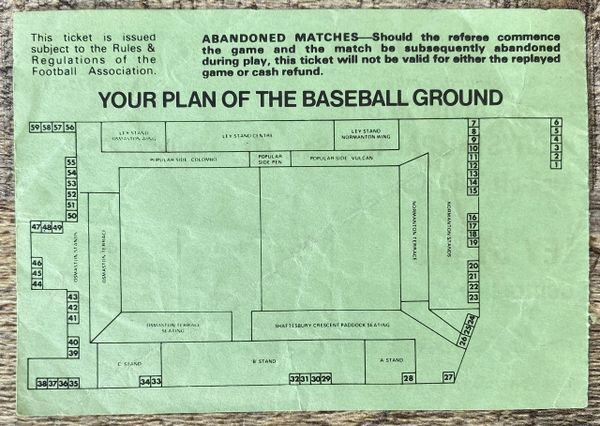 This ticket is issued
subject to the Rules &
Regulations of the
Football Association.
ABANDONED MATCHES—Should the referee commence
the game and the match be subsequently abandoned
during play, this ticket will not be valid for either the replayed
game or cash refund.
YOUR PLAN OF THE BASEBALL GROUND
59 58 57 56
LEY STAND
OSMASTON WING
LEY STAND CENTRE
LEY STAND
NORMANTON WING
7
8
9
10
11
12
13
14
15
6
5
4
3
2
1
POPULAR SIDE COLOMBO
POPULAR
SIDE PEN
POPULAR SIDE VULCAN
55
54
53
52
51
50
47 48 49
46
45
44
43
42
41
40
39
38 37 36 35
OSMASTON STANDS
OSMASTON TERRACE
NORMANTON TERRACE
NORMANTON STANDS
16
17
18
19
20
21
22
23
26 25 24
OSMASTON TERRACE
SEATING
SHAFTESBURY CRESCENT PADDOCK SEATING
C STAND
B STAND
A STAND
34 33
32 31 30 29
28
27